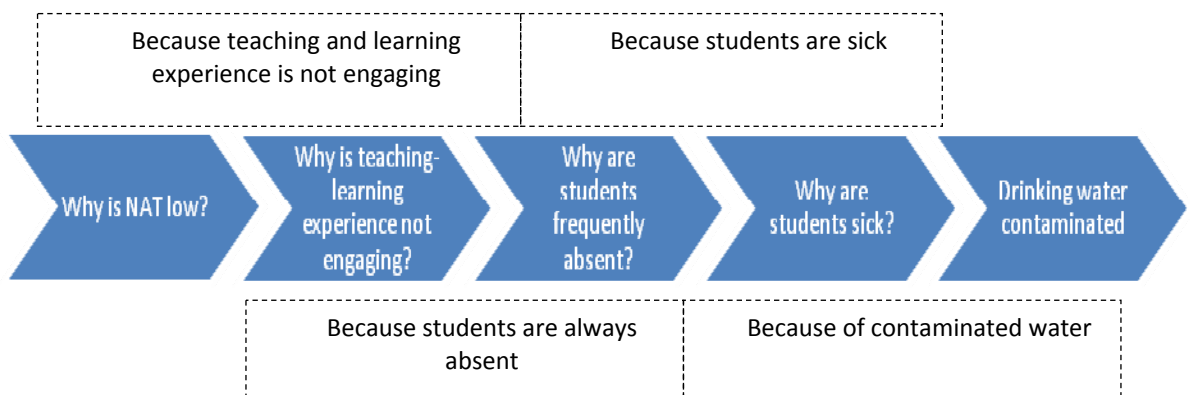 Because teaching and learning
experience is not engaging
Because students are sick
Why is NAT low?
Why is teaching-
learning
experience not
engaging?
Why are
students
frequently
absent?
Why are
students sick?
Drinking water
contaminated
Because students are always
absent
Because of contaminated water